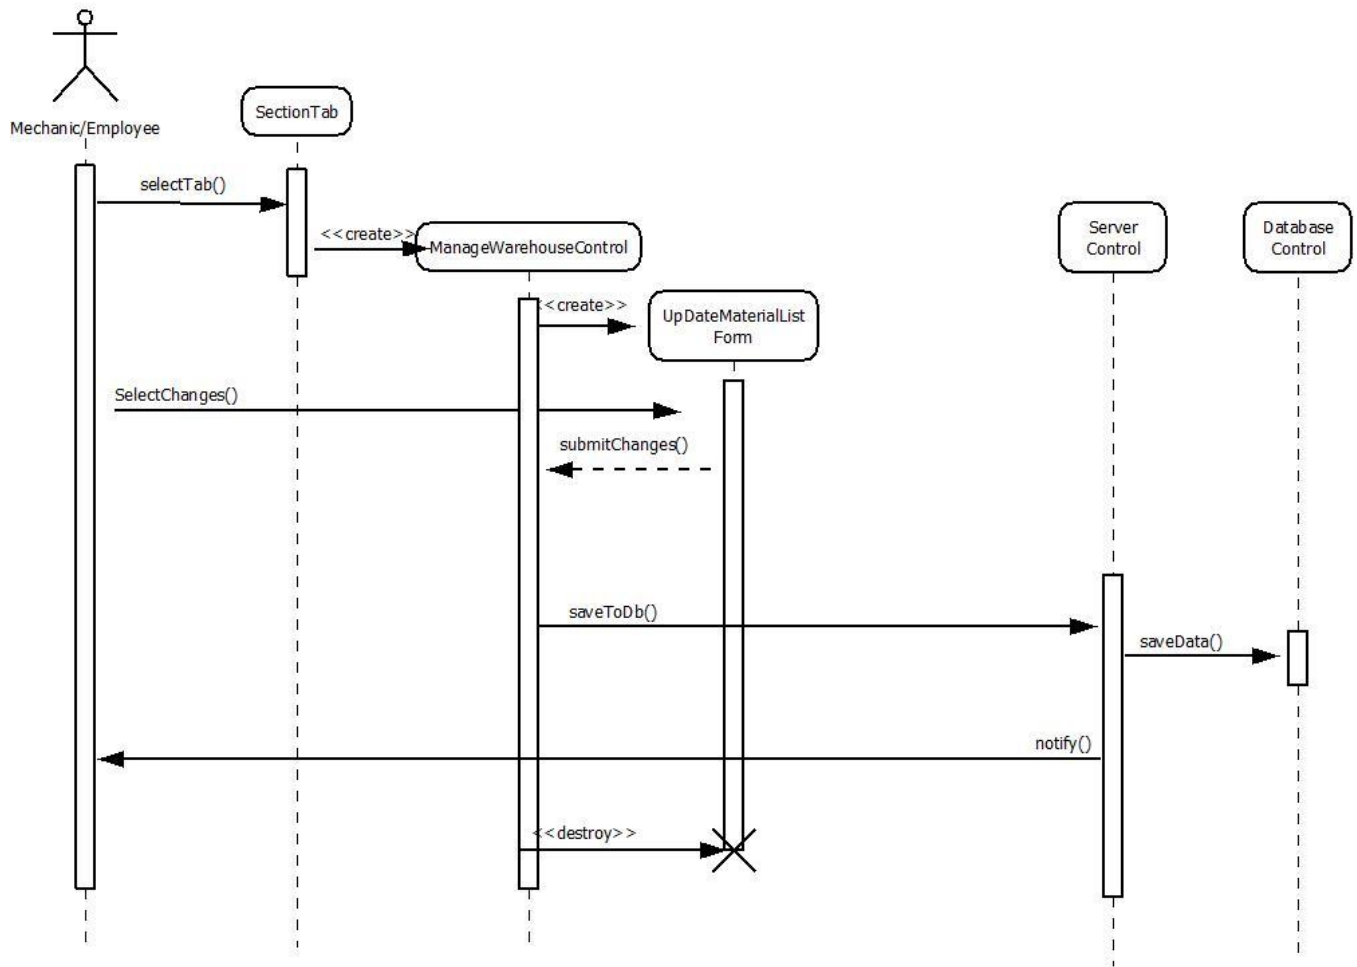 Mechanic/Employee
SectionTab
selectTab()
<<create>>
ManageWarehouseControl
Server
Control
Database
Control
<<create>>
UpDateMaterialList
Form
SelectChanges()
submitChanges()
saveToDb()
saveData()
notify()
<<destroy>>